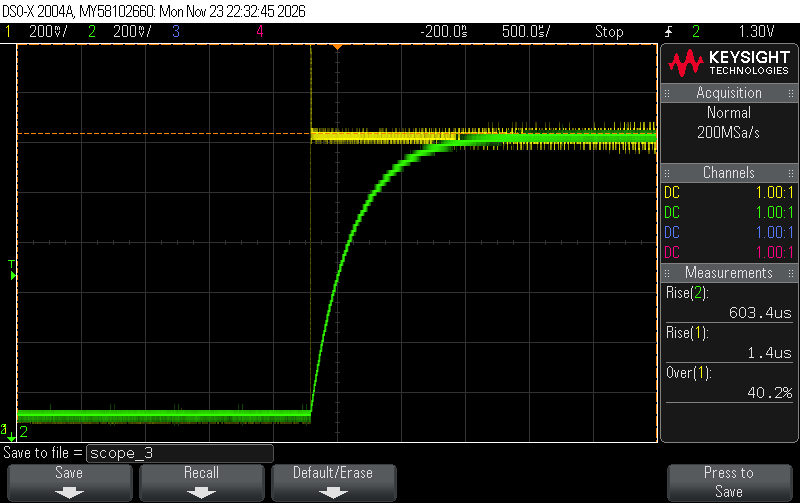 DSO-X 2004A, MY58102660: Mon Nov 23 22:32:45 2026
1 200mV/ 2 200mV/ 3 4 -200.0us 500.0us/ Stop 2 1.30V
KEYSIGHT
TECHNOLOGIES
Acquisition
Normal
200MSa/s
Channels
DC 1.00:1
DC 1.00:1
DC 1.00:1
DC 1.00:1
Measurements
Rise(2):
603.4us
Rise(1):
1.4us
Over(1):
40.2%
T
2
Save to file = scope_3
Save
Recall
Default/Erase
Press to
Save